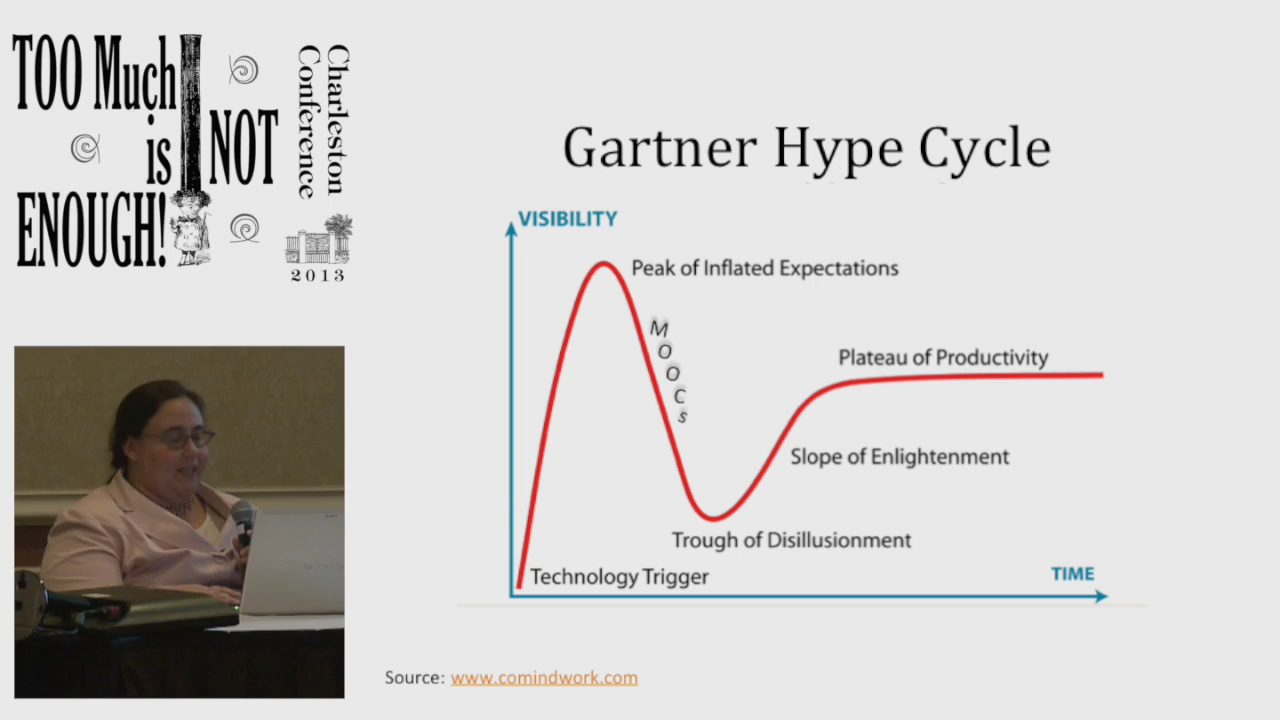 TOO Much
is NOT
ENOUGH!
Charleston
Conference
2013
Gartner Hype Cycle
VISIBILITY
Peak of Inflated Expectations
MOOCs
Plateau of Productivity
Slope of Enlightenment
Trough of Disillusionment
Technology Trigger
TIME
Source: www.comindwork.com